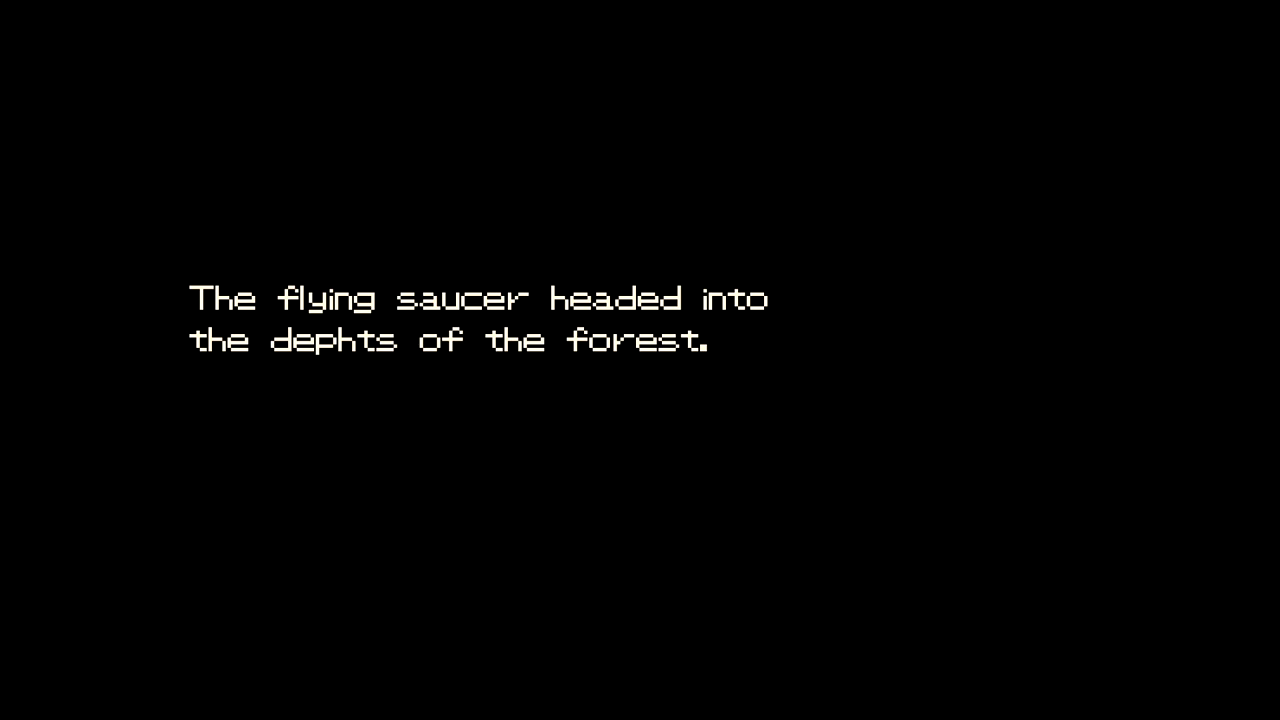 The flying saucer headed into
the dephts of the forest.